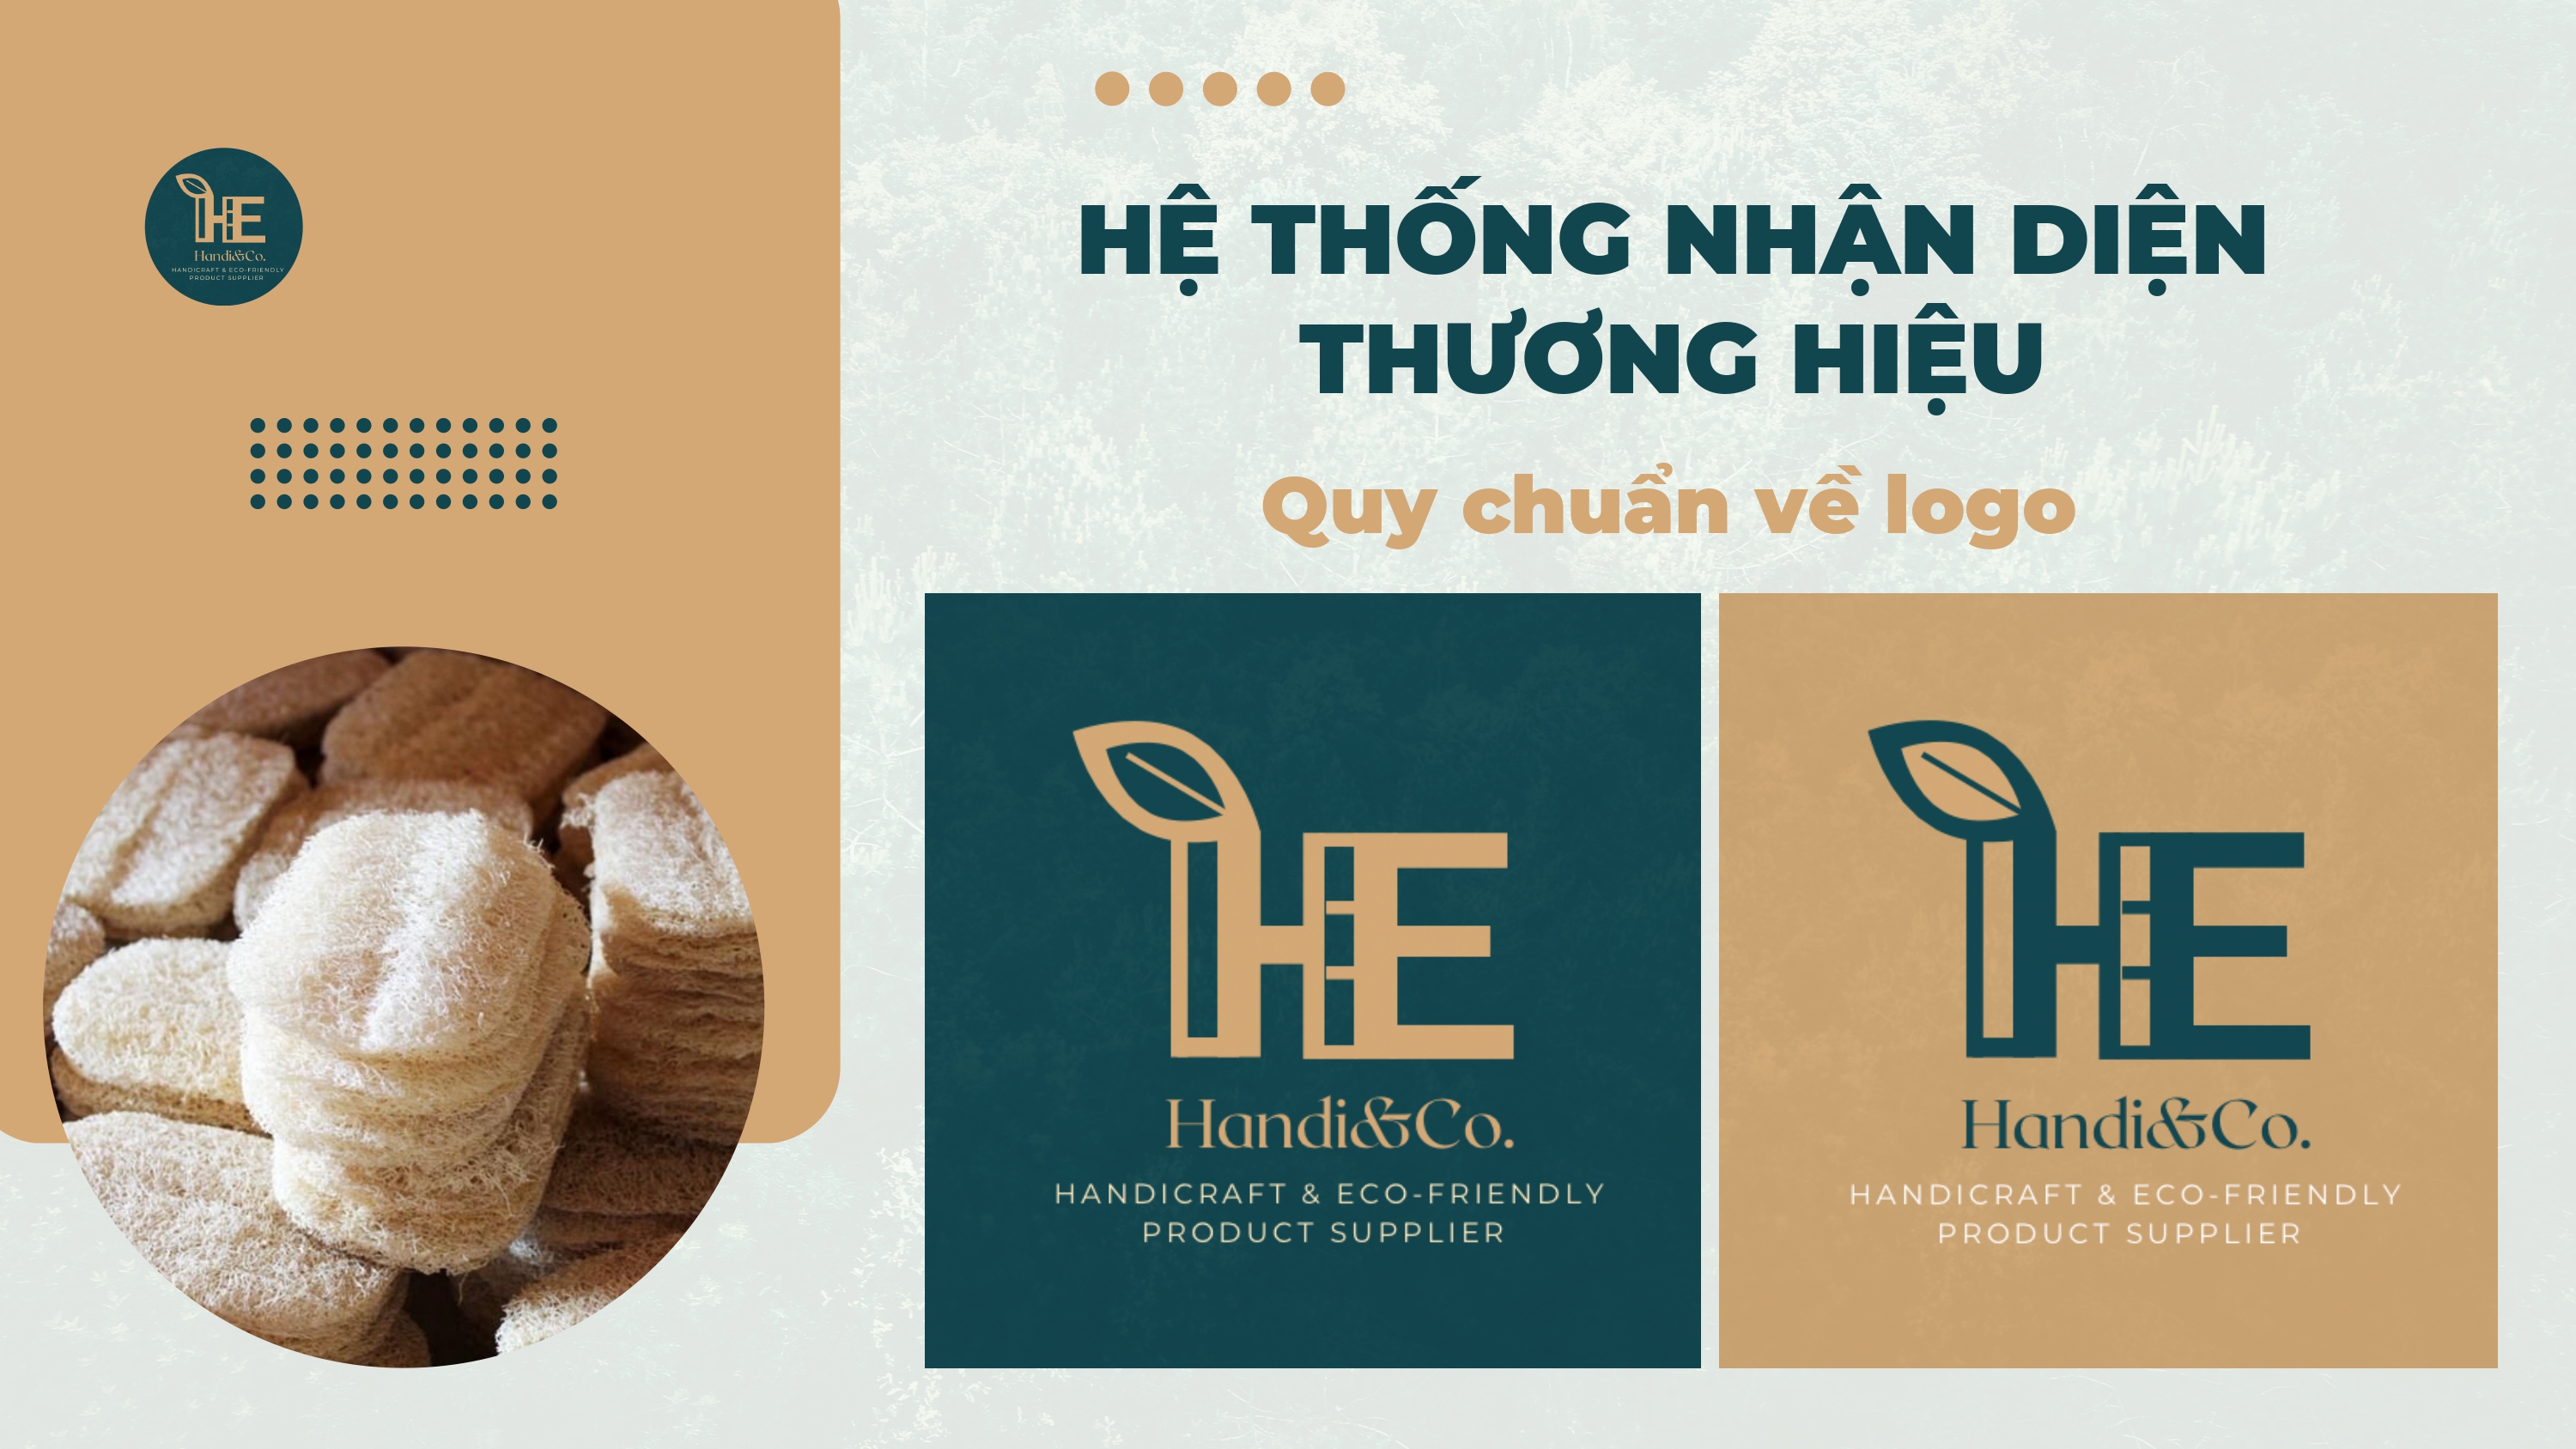 HE
Handi&Co.
HANDICRAFT & ECO-FRIENDLY
PRODUCT SUPPLIER
HỆ THỐNG NHẬN DIỆN
THƯƠNG HIỆU
Quy chuẩn về logo
HE
Handi&Co.
HANDICRAFT & ECO-FRIENDLY
PRODUCT SUPPLIER
HE
Handi&Co.
HANDICRAFT & ECO-FRIENDLY
PRODUCT SUPPLIER